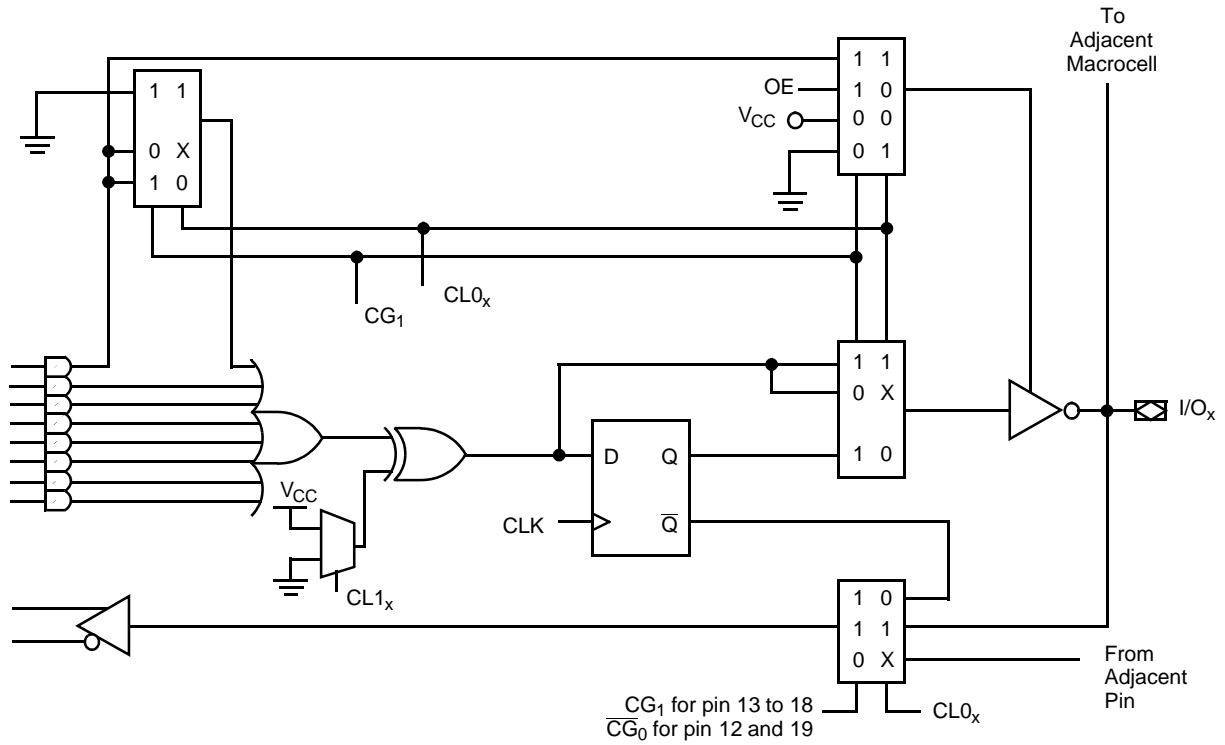 To
Adjacent
Macrocell
1 1
1 0
0 0
0 1
OE
VCC
1 1
0 X
1 0
CL0x
CG1
1 1
0 X
1 0
I/Ox
D Q
CLK Q̅
VCC
CL1x
1 0
1 1
0 X
From
Adjacent
Pin
CG1 for pin 13 to 18
C̅G̅0 for pin 12 and 19
CL0x